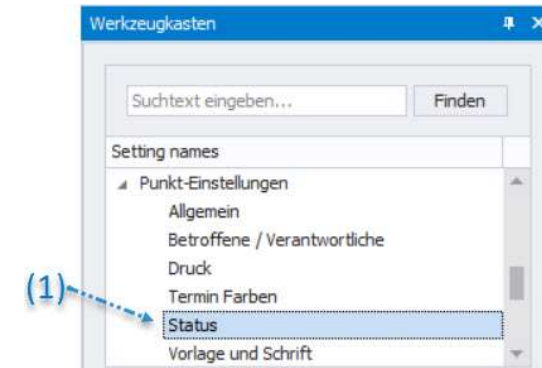 Werkzeugkasten
Suchtext eingeben... Finden
Setting names
Punkt-Einstellungen
Allgemein
Betroffene / Verantwortliche
Druck
Termin Farben
(1) Status
Vorlage und Schrift